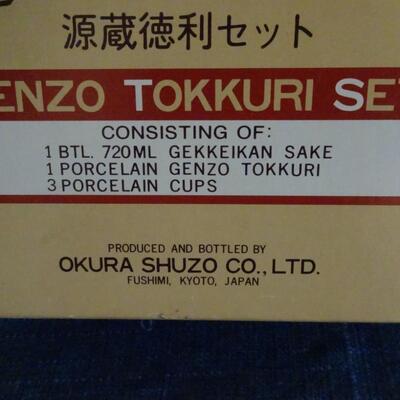 源蔵徳利セット
ENZO TOKKURI SE
CONSISTING OF:
1 BTL. 720ML GEKKEIKAN SAKE
1 PORCELAIN GENZO TOKKURI
3 PORCELAIN CUPS
PRODUCED AND BOTTLED BY
OKURA SHUZO CO., LTD.
FUSHIMI, KYOTO, JAPAN